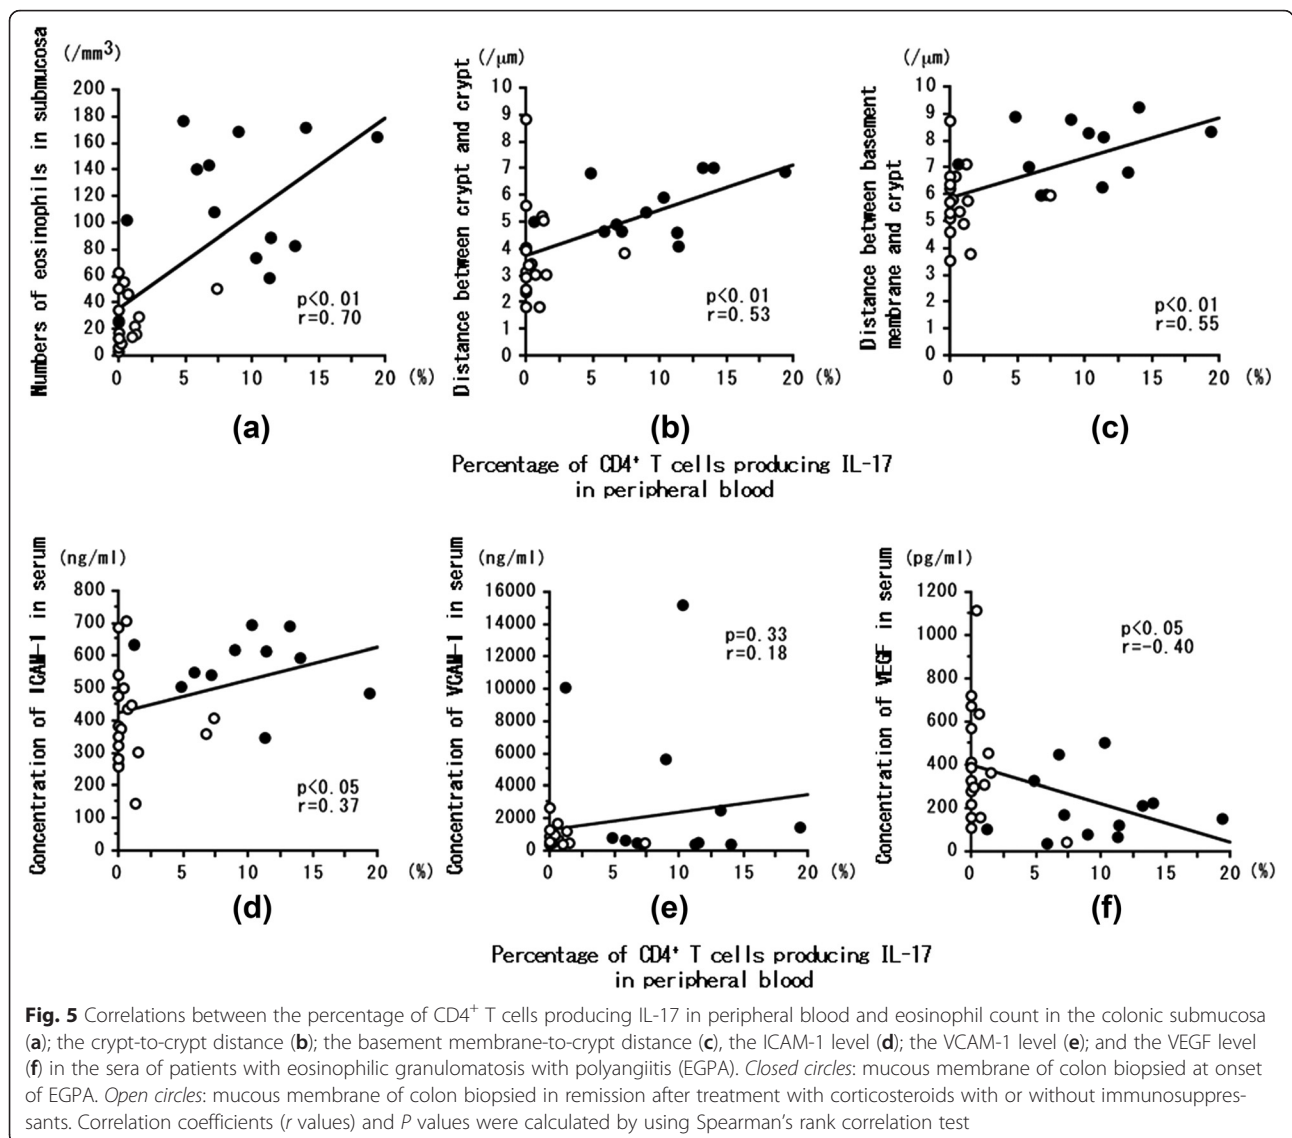 (/mm3)
Numbers of eosinophils in submucosa
200
180
160
140
120
100
80
60
40
20
0
p<0.01
r=0.70
0 5 10 15 20 (%)
(a)
(/μm)
Distance between crypt and crypt
10
9
8
7
6
5
4
3
2
1
0
p<0.01
r=0.53
0 5 10 15 20 (%)
(b)
(/μm)
Distance between basement
membrane and crypt
10
9
8
7
6
5
4
3
2
1
0
p<0.01
r=0.55
0 5 10 15 20 (%)
(c)
Percentage of CD4+ T cells producing IL-17
in peripheral blood
(ng/ml)
Concentration of ICAM-1 in serum
800
700
600
500
400
300
200
100
0
p<0.05
r=0.37
0 5 10 15 20 (%)
(d)
(ng/ml)
Concentration of VCAM-1 in serum
16000
14000
12000
10000
8000
6000
4000
2000
0
p=0.33
r=0.18
0 5 10 15 20 (%)
(e)
(pg/ml)
Concentration of VEGF in serum
1200
1000
800
600
400
200
0
p<0.05
r=-0.40
0 5 10 15 20 (%)
(f)
Percentage of CD4+ T cells producing IL-17
in peripheral blood
Fig. 5 Correlations between the percentage of CD4+ T cells producing IL-17 in peripheral blood and eosinophil count in the colonic submucosa
(a); the crypt-to-crypt distance (b); the basement membrane-to-crypt distance (c), the ICAM-1 level (d); the VCAM-1 level (e); and the VEGF level
(f) in the sera of patients with eosinophilic granulomatosis with polyangiitis (EGPA). Closed circles: mucous membrane of colon biopsied at onset
of EGPA. Open circles: mucous membrane of colon biopsied in remission after treatment with corticosteroids with or without immunosuppres-
sants. Correlation coefficients (r values) and P values were calculated by using Spearman's rank correlation test